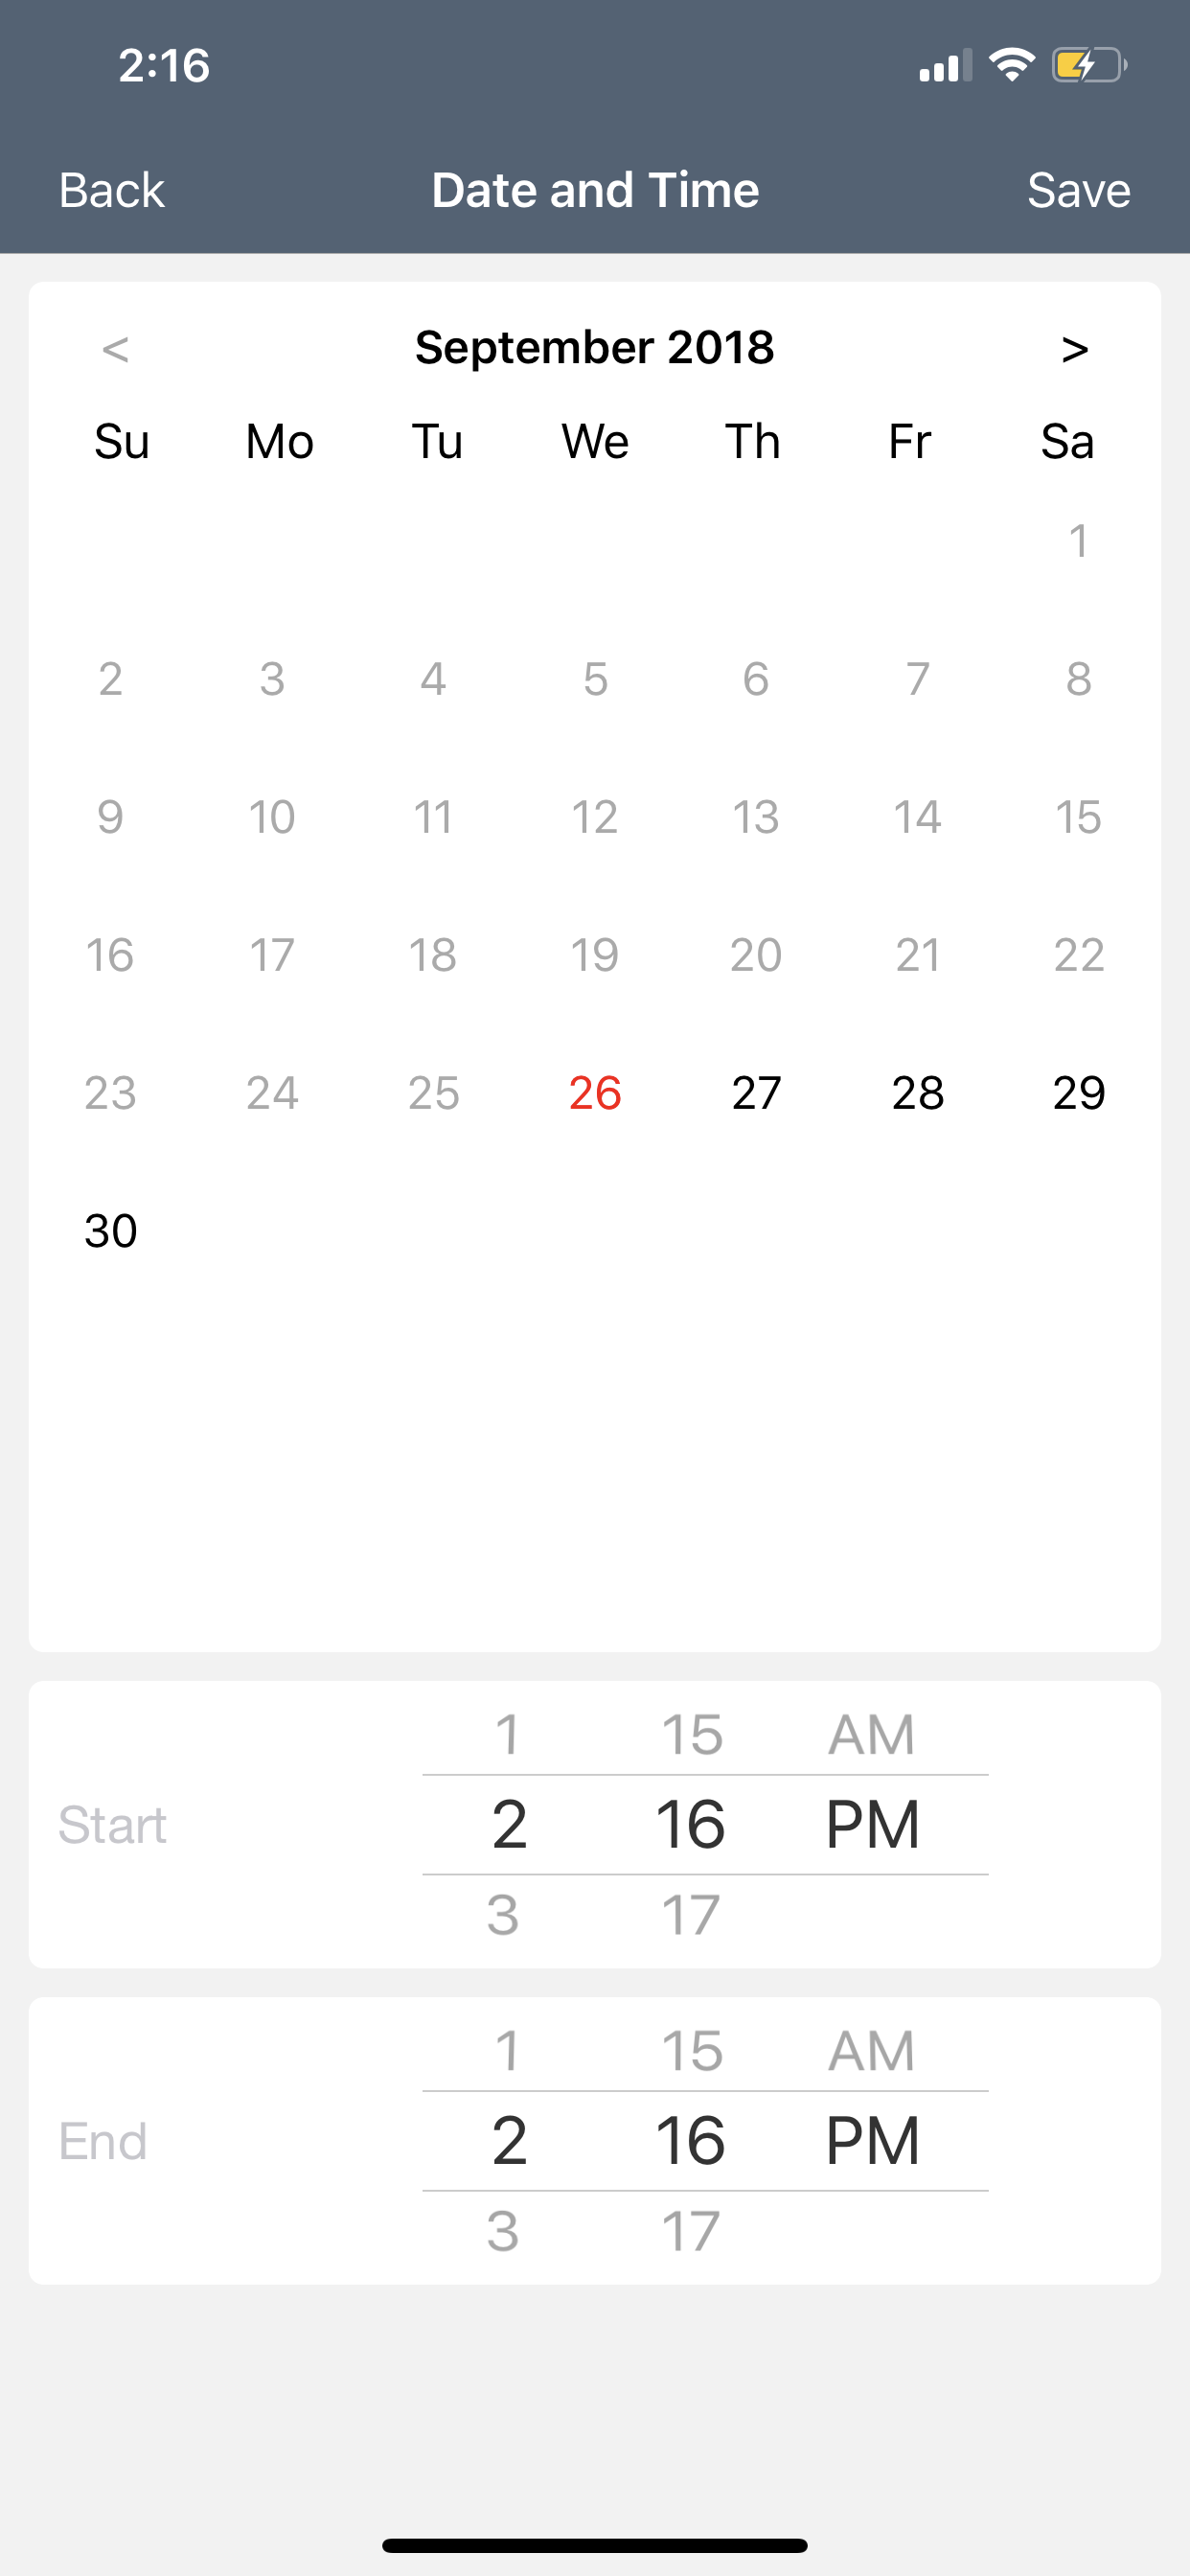 2:16
Back Date and Time Save
< September 2018 >
Su Mo Tu We Th Fr Sa
1
2 3 4 5 6 7 8
9 10 11 12 13 14 15
16 17 18 19 20 21 22
23 24 25 26 27 28 29
30
1 15 AM
Start 2 16 PM
3 17
1 15 AM
End 2 16 PM
3 17